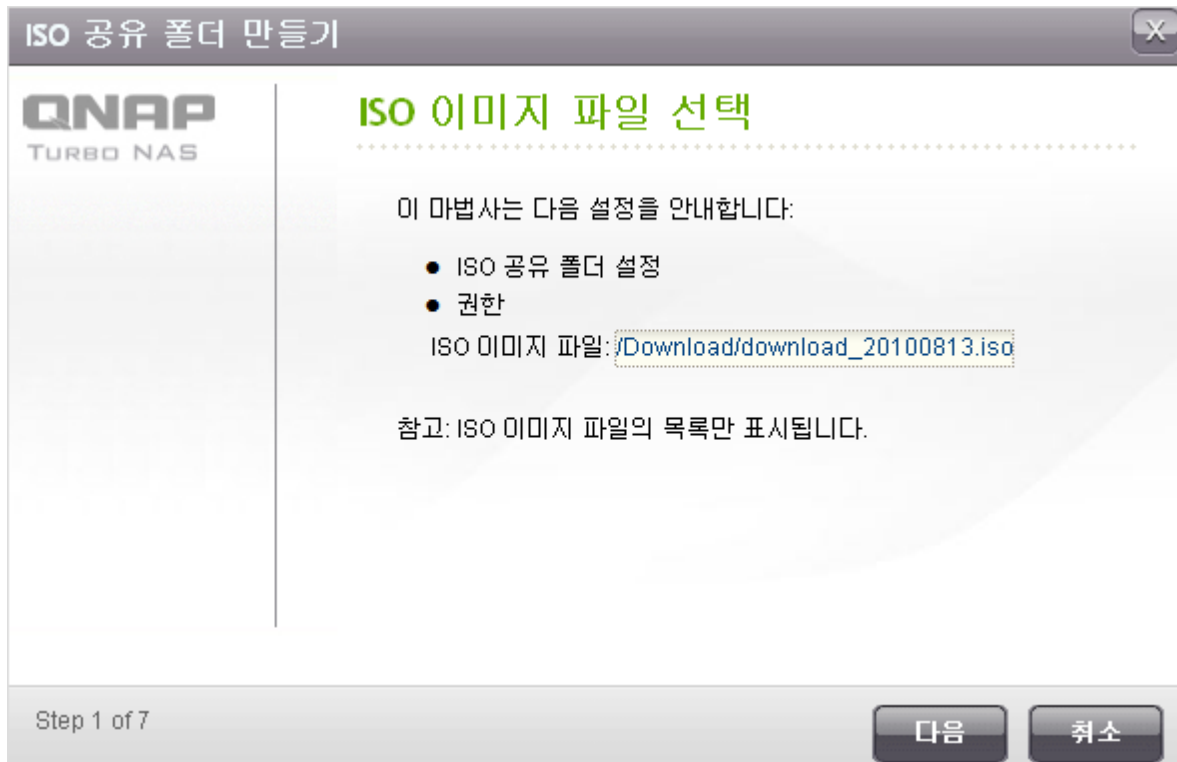 ISO 공유 폴더 만들기
X
QNAP
TURBO NAS
ISO 이미지 파일 선택
이 마법사는 다음 설정을 안내합니다:
● ISO 공유 폴더 설정
● 권한
ISO 이미지 파일: /Download/download_20100813.iso
참고: ISO 이미지 파일의 목록만 표시됩니다.
Step 1 of 7
다음
취소